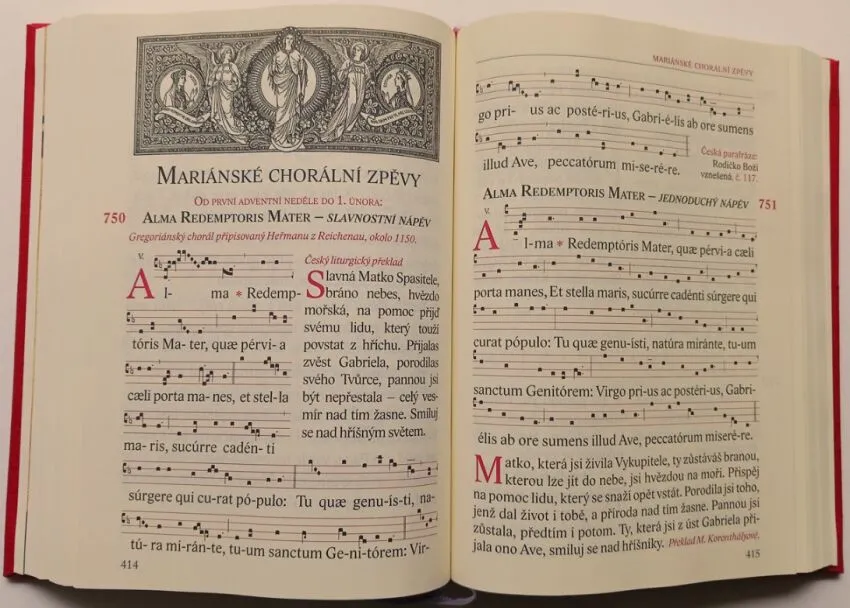 MARIÁNSKÉ CHORÁLNÍ ZPĚVY
OD PRVNÍ ADVENTNÍ NEDĚLE DO 1. ÚNORA:
750 ALMA REDEMPTORIS MATER – SLAVNOSTNÍ NÁPĚV
Gregoriánský chorál připisovaný Heřmanu z Reichenau, okolo 1150.
V.
Al- ma * Redemp-
tóris Ma- ter, quæ pérvi-a
cæli porta ma- nes, et stel-la
ma- ris, sucúrre cadén- ti
Český liturgický překlad
Slavná Matko Spasitele,
bráno nebes, hvězdo
mořská, na pomoc přijď
svému lidu, který touží
povstat z hříchu. Přijalas
zvěst Gabriela, porodilas
svého Tvůrce, pannou jsi
být nepřestala – celý ves-
mír nad tím žasne. Smiluj
se nad hříšným světem.
súrgere qui cu-rat pó-pulo: Tu quæ genu-ís-ti, na-
tú- ra mi-rán-te, tu-um sanctum Ge-ni-tórem: Vir-
414
MARIÁNSKÉ CHORÁLNÍ ZPĚVY
go pri- us ac posté-ri-us, Gabri-é-lis ab ore sumens
illud Ave, peccatórum mi-se-ré-re.
Česká parafráze:
Rodičko Boží
vznešená, č. 117.
ALMA REDEMPTORIS MATER – JEDNODUCHÝ NÁPĚV 751
V.
Al-ma * Redemptóris Mater, quæ pérvi-a cæli
porta manes, Et stella maris, sucúrre cadénti súrgere qui
curat pópulo: Tu quæ genu-ísti, natúra miránte, tu-um
sanctum Genitórem: Virgo pri-us ac postéri-us, Gabri-
élis ab ore sumens illud Ave, peccatórum miseré-re.
Matko, která jsi živila Vykupitele, ty zůstáváš branou,
kterou lze jít do nebe, jsi hvězdou na moři. Přispěj
na pomoc lidu, který se snaží opět vstát. Porodila jsi toho,
jenž dal život i tobě, a příroda nad tím žasne. Pannou jsi
zůstala, předtím i potom. Ty, která jsi z úst Gabriela při-
jala ono Ave, smiluj se nad hříšníky. Překlad M. Korenthályové.
415